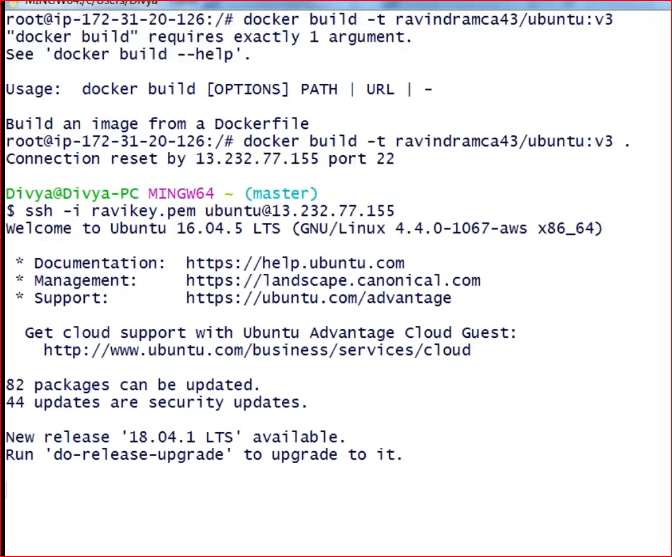 MINGW64:/c/Users/Divya
root@ip-172-31-20-126:/# docker build -t ravindramca43/ubuntu:v3
"docker build" requires exactly 1 argument.
See 'docker build --help'.
Usage:  docker build [OPTIONS] PATH | URL | -
Build an image from a Dockerfile
root@ip-172-31-20-126:/# docker build -t ravindramca43/ubuntu:v3 .
Connection reset by 13.232.77.155 port 22
Divya@Divya-PC MINGW64 ~ (master)
$ ssh -i ravikey.pem ubuntu@13.232.77.155
Welcome to Ubuntu 16.04.5 LTS (GNU/Linux 4.4.0-1067-aws x86_64)
* Documentation:  https://help.ubuntu.com
* Management:     https://landscape.canonical.com
* Support:        https://ubuntu.com/advantage
Get cloud support with Ubuntu Advantage Cloud Guest:
http://www.ubuntu.com/business/services/cloud
82 packages can be updated.
44 updates are security updates.
New release '18.04.1 LTS' available.
Run 'do-release-upgrade' to upgrade to it.